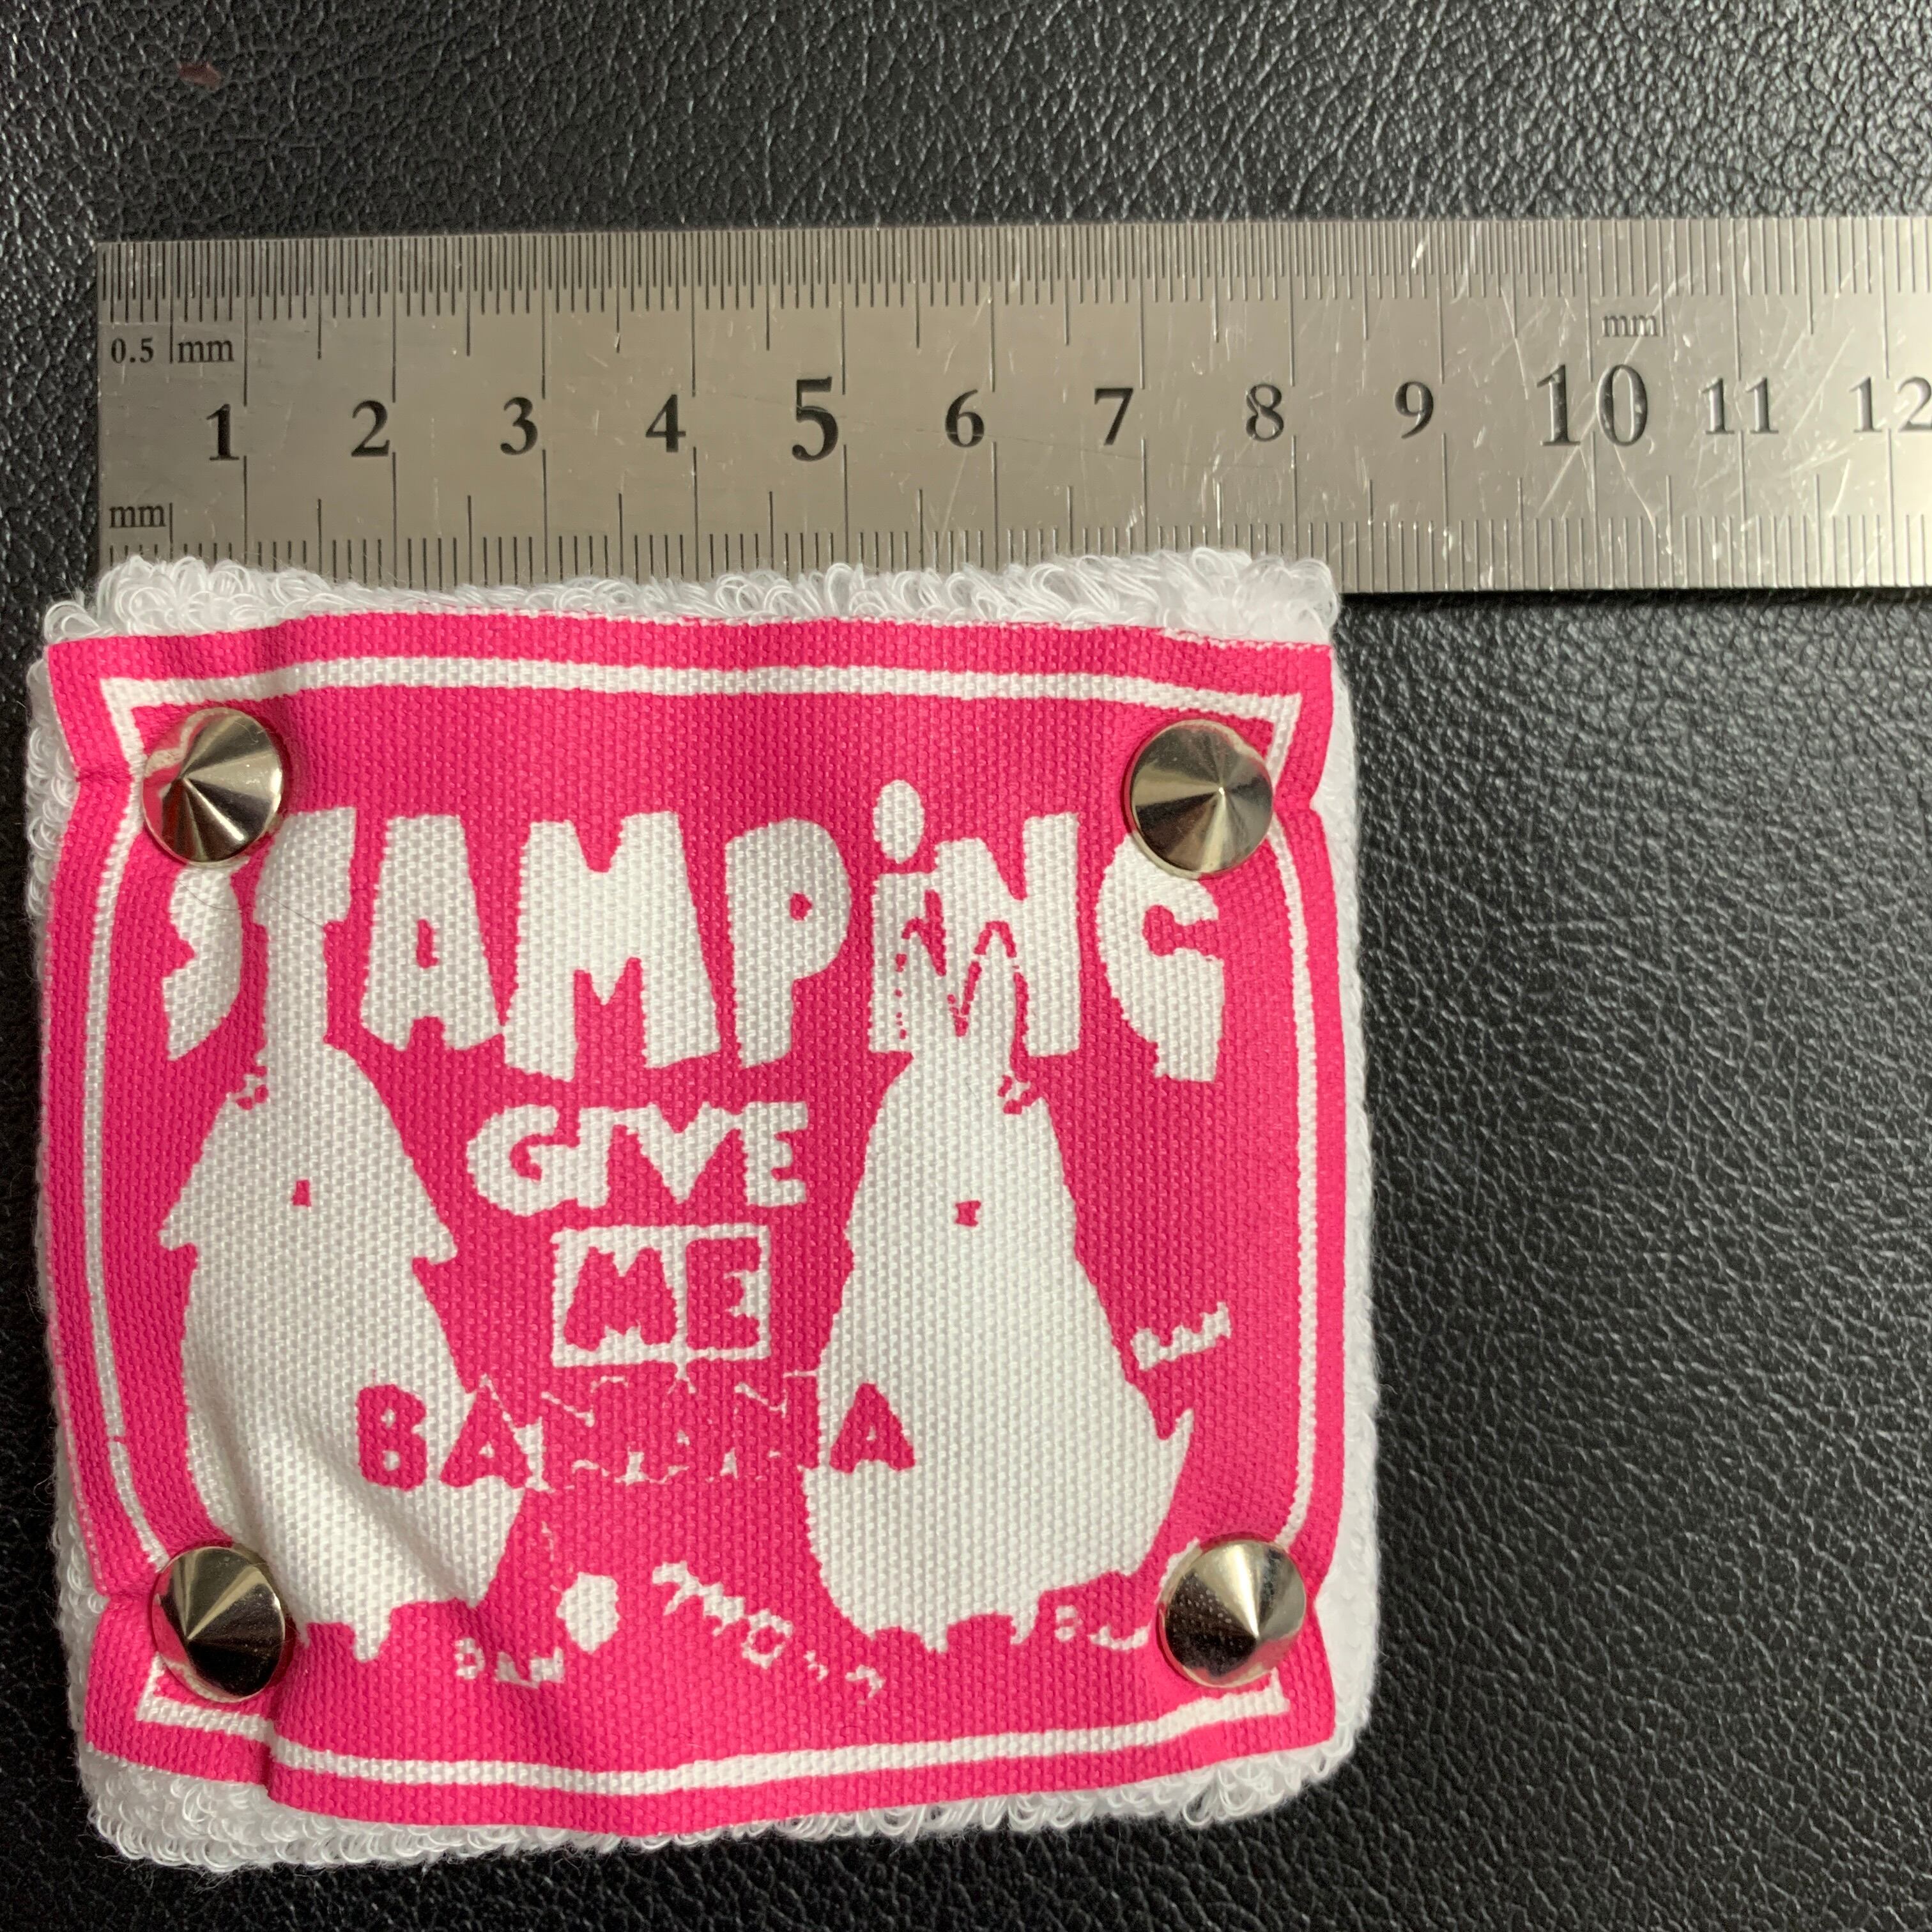 mm
0.5 mm
1 2 3 4 5 6 7 8 9 10 11 12
mm
STAMPiNG
GIVE
ME
BANANA